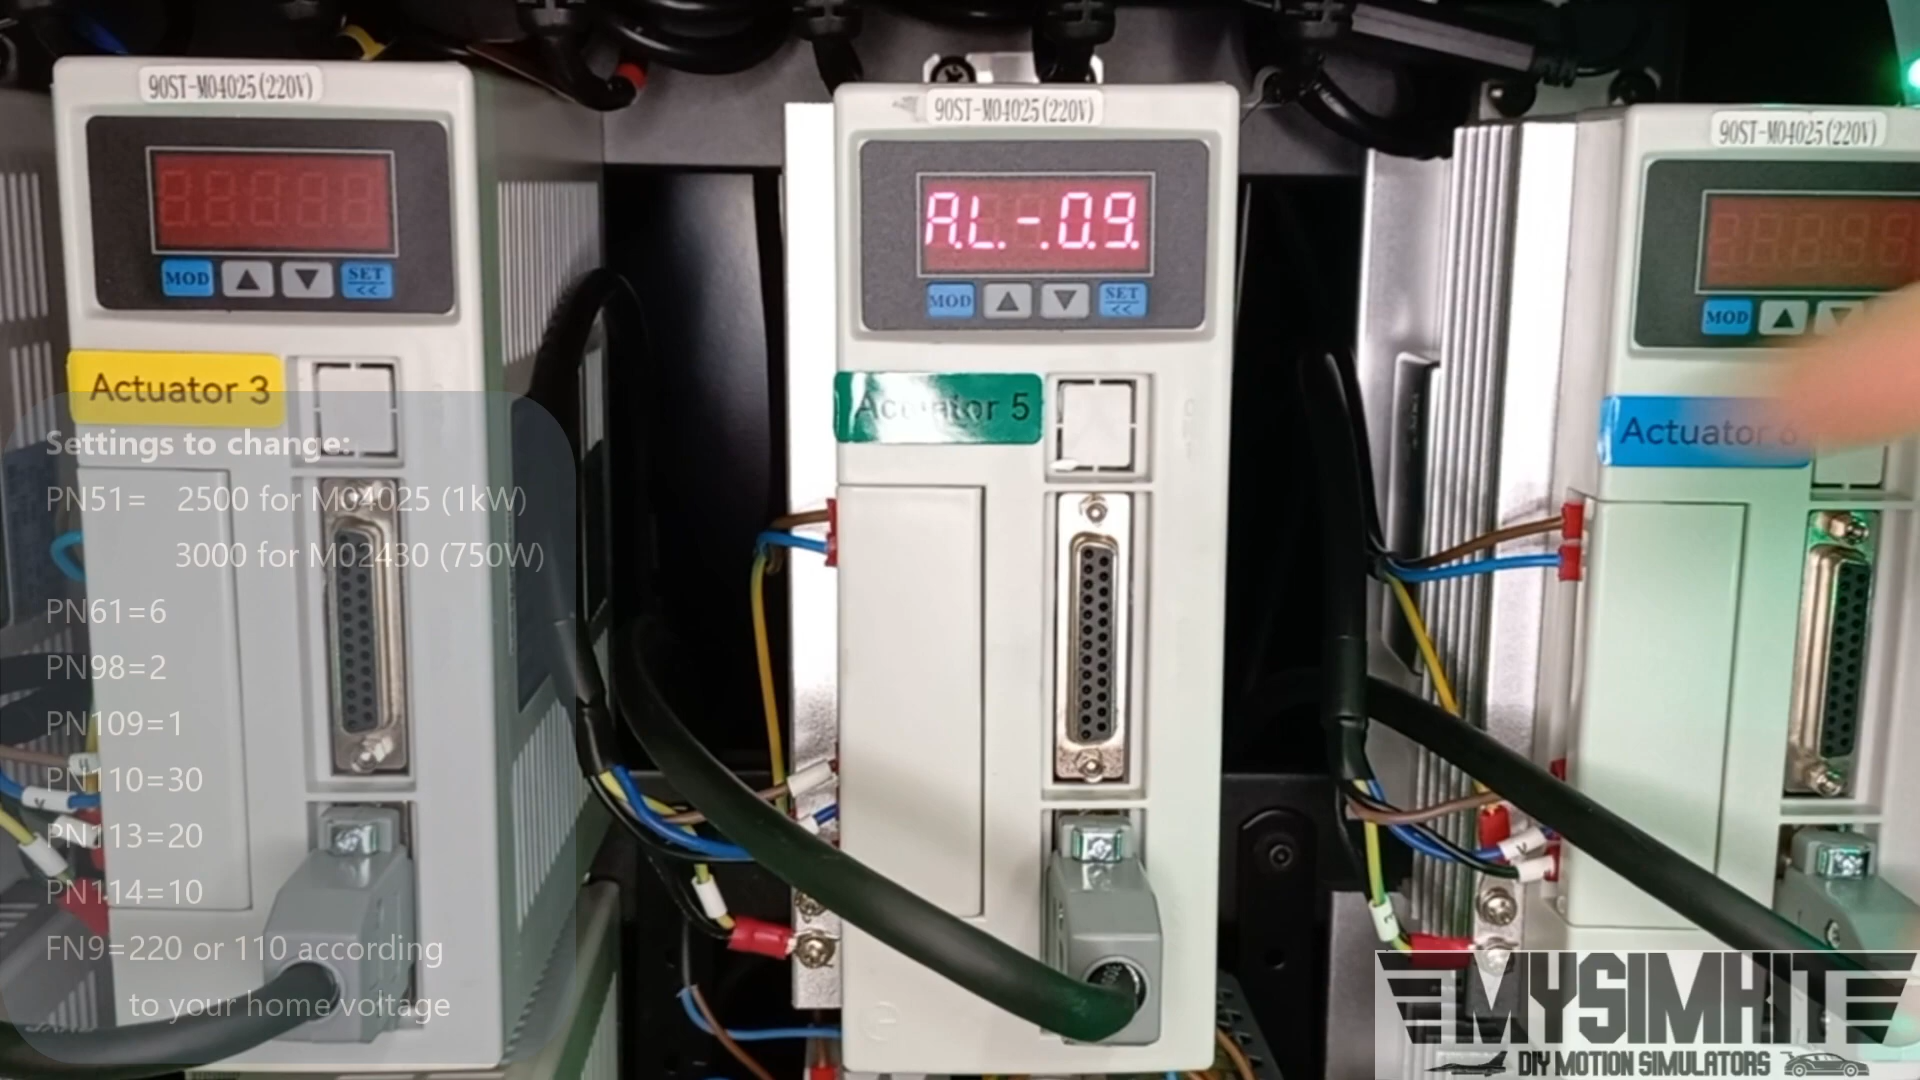 90ST-M04025(220V)
90ST-M04025(220V)
90ST-M04025(220V)
A.L.-.0.9.
MOD
SET
<<
MOD
SET
<<
MOD
Actuator 3
Actuator 5
Actuator 6
Settings to change:
PN51= 2500 for M04025 (1kW)
3000 for M02430 (750W)
PN61=6
PN98=2
PN109=1
PN110=30
PN113=20
PN114=10
FN9=220 or 110 according
to your home voltage
MYSIMKIT
DIY MOTION SIMULATORS